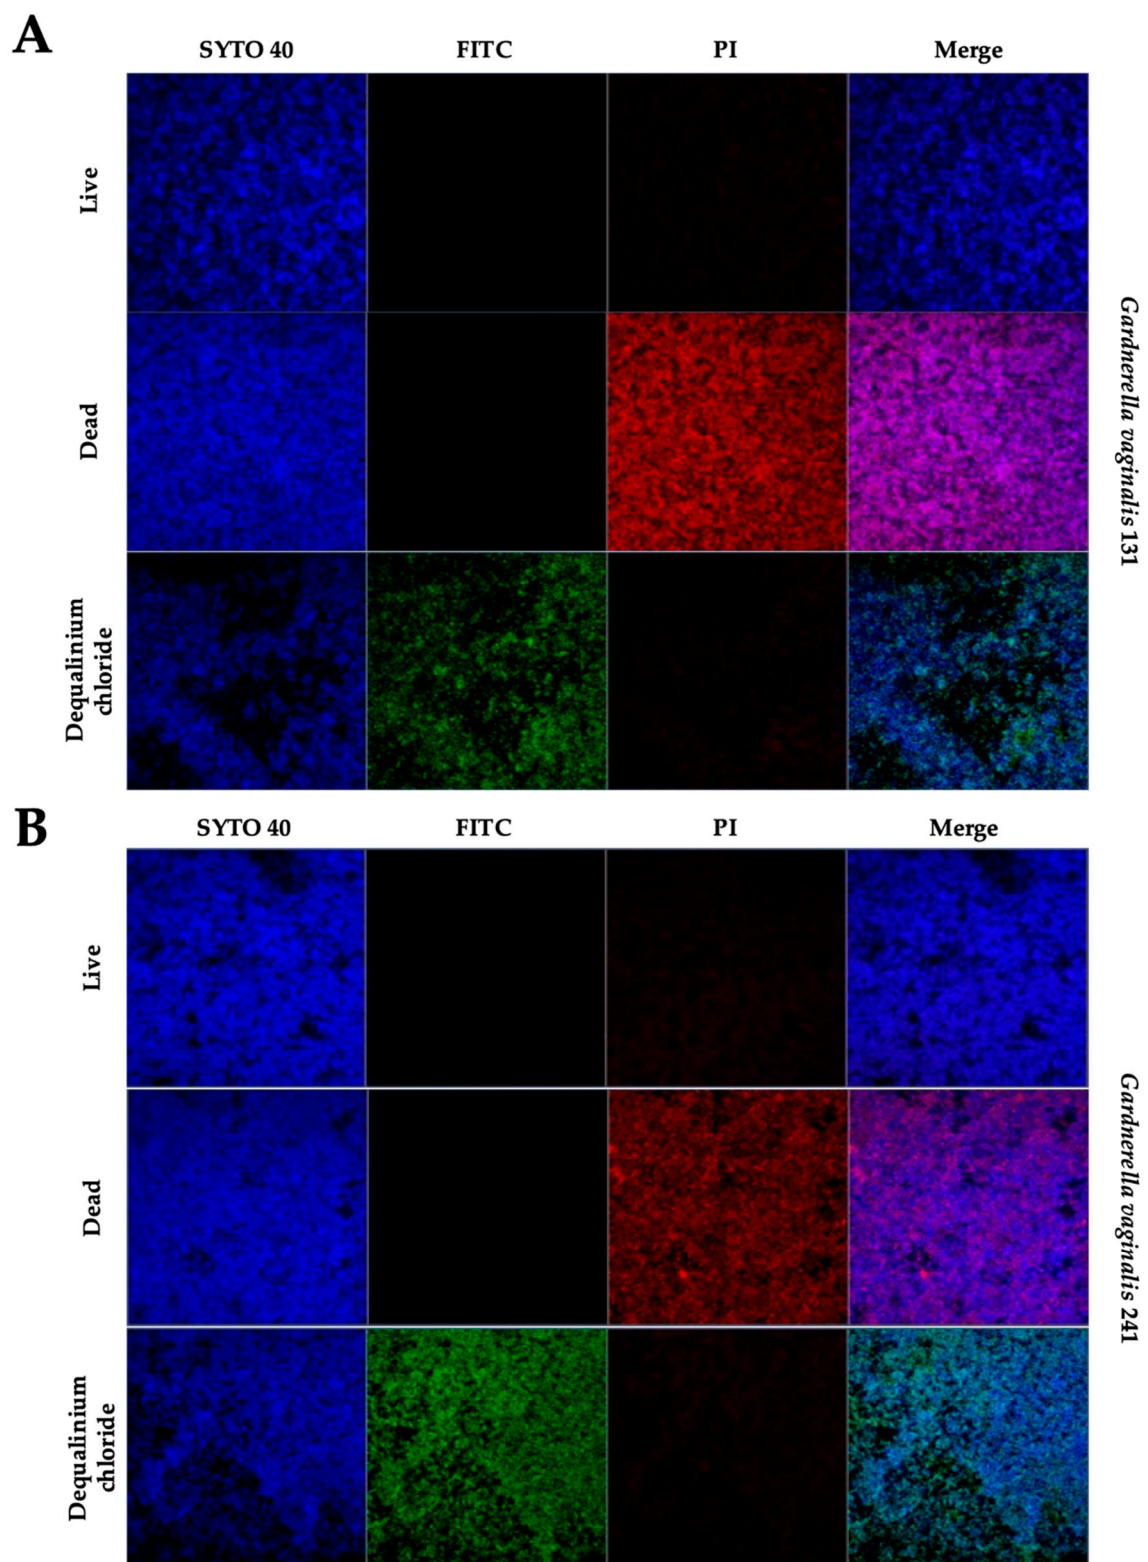 A
SYTO 40 FITC PI Merge
Live
Dead
Dequalinium
chloride
Gardnerella vaginalis 131
B
SYTO 40 FITC PI Merge
Live
Dead
Dequalinium
chloride
Gardnerella vaginalis 241